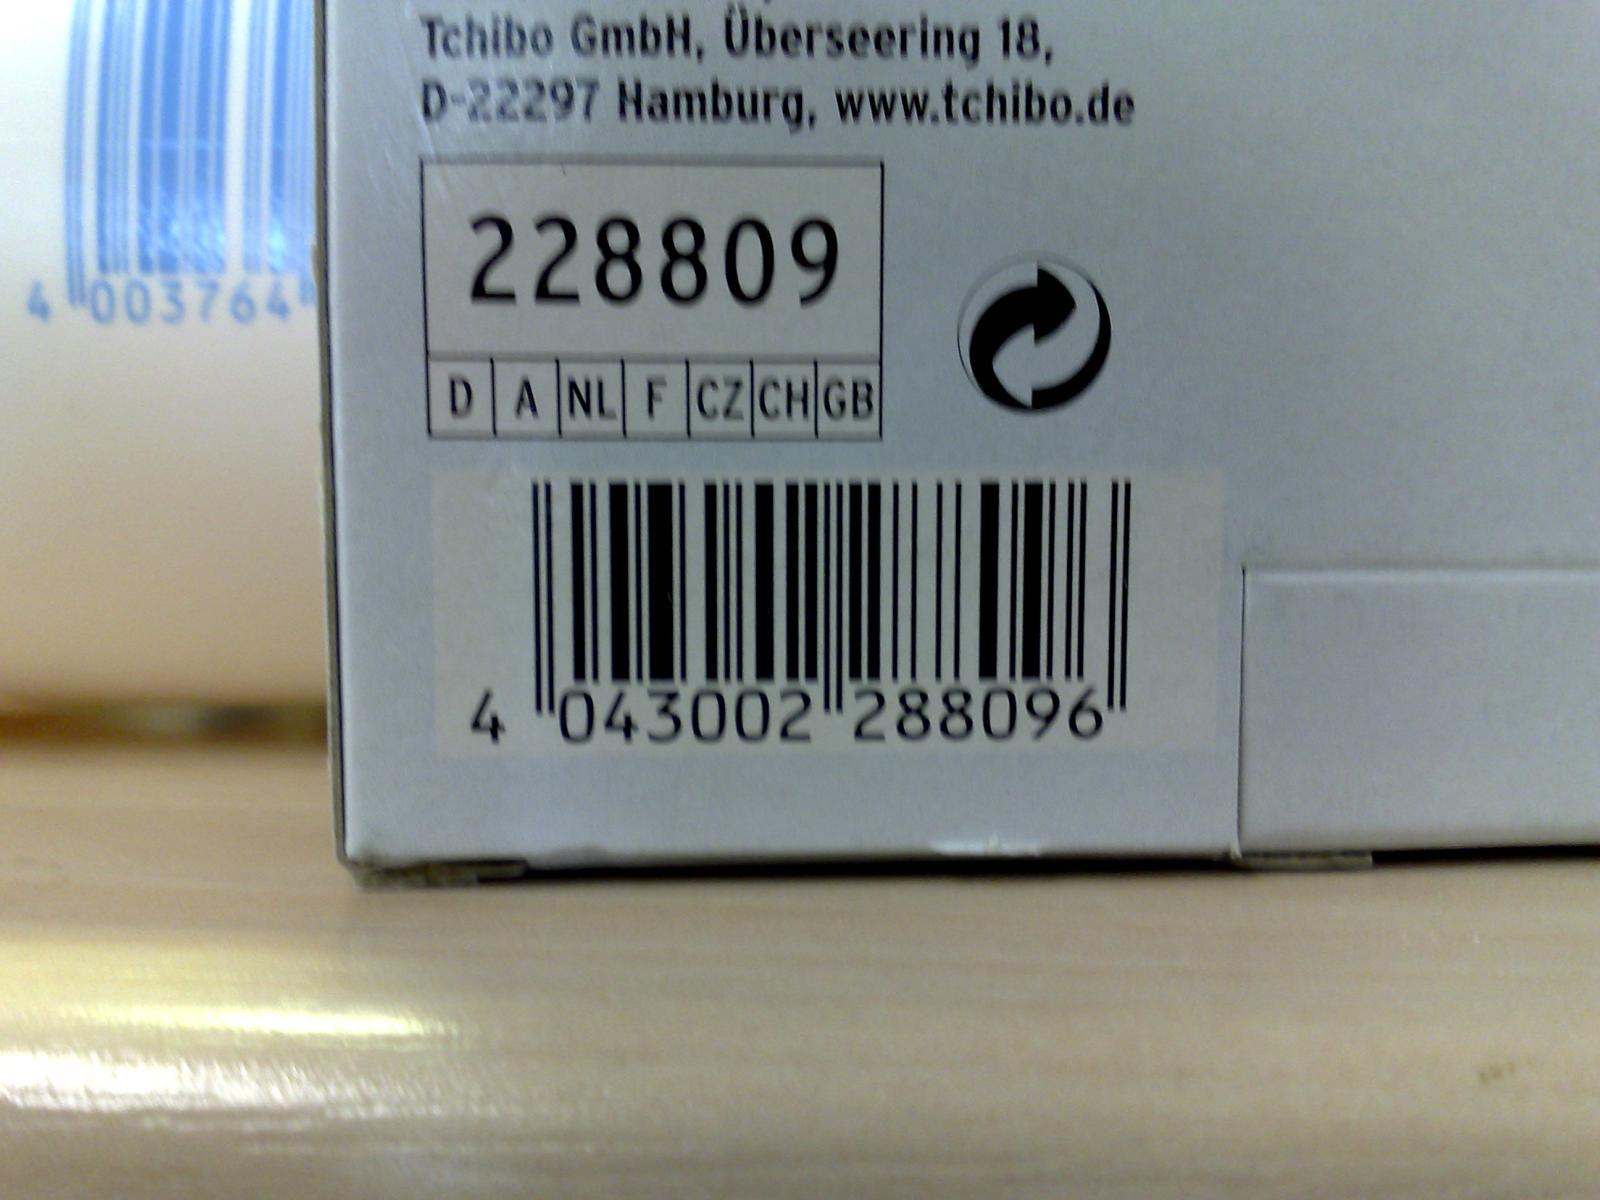 Tchibo GmbH, Überseering 18,
D-22297 Hamburg, www.tchibo.de
228809
D A NL F CZ CH GB
4 043002 288096
4 003764